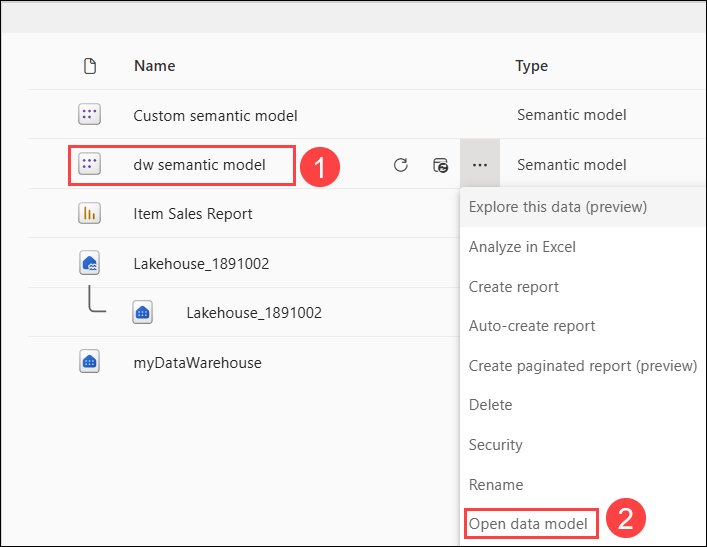 Name Type
Custom semantic model Semantic model
dw semantic model 1 ... Semantic model
Item Sales Report
Lakehouse_1891002
Lakehouse_1891002
myDataWarehouse
Explore this data (preview)
Analyze in Excel
Create report
Auto-create report
Create paginated report (preview)
Delete
Security
Rename
Open data model 2